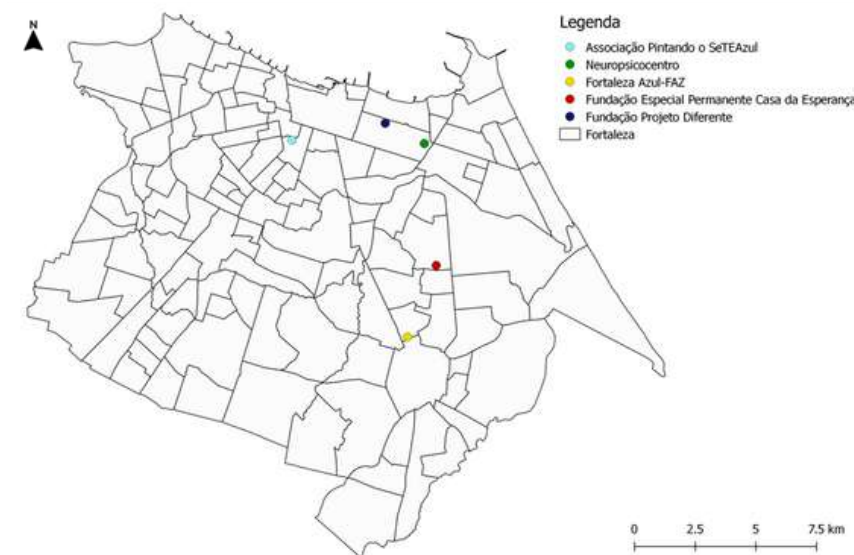 N
Legenda
Associação Pintando o SeTEAzul
Neuropsicocentro
Fortaleza Azul-FAZ
Fundação Especial Permanente Casa da Esperança
Fundação Projeto Diferente
Fortaleza
0 2.5 5 7.5 km